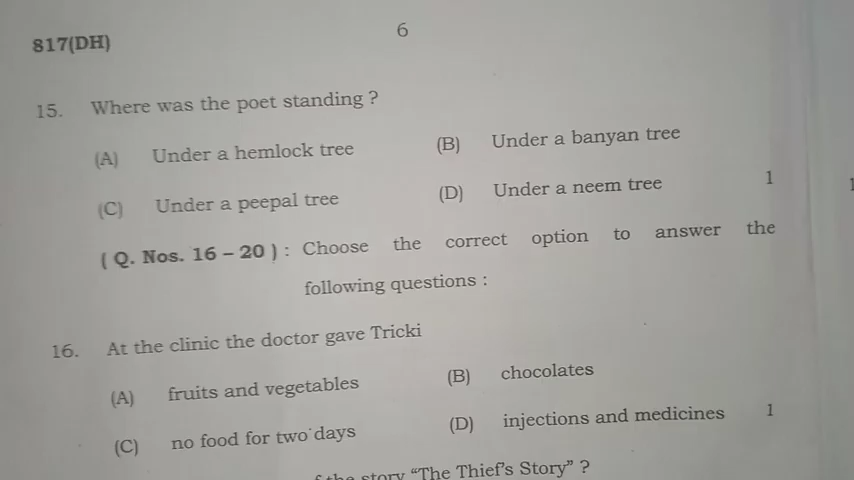 817(DH)
6
15. Where was the poet standing ?
(A) Under a hemlock tree (B) Under a banyan tree
(C) Under a peepal tree (D) Under a neem tree 1
( Q. Nos. 16 – 20 ) : Choose the correct option to answer the
following questions :
16. At the clinic the doctor gave Tricki
(A) fruits and vegetables (B) chocolates
(C) no food for two days (D) injections and medicines 1
the story “The Thief’s Story” ?